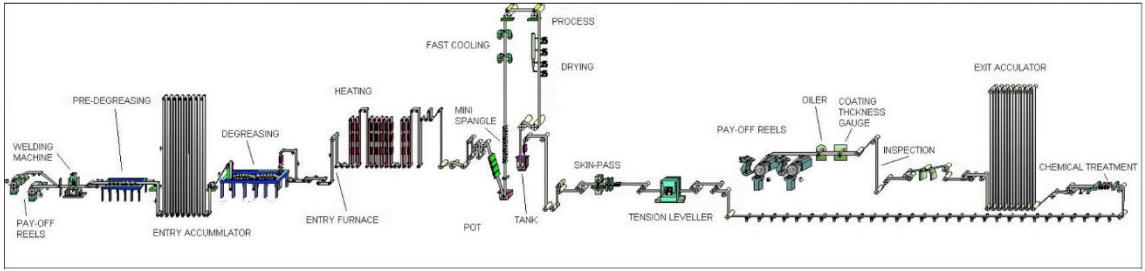 PAY-OFF
REELS
WELDING
MACHINE
PRE-DEGREASING
ENTRY ACCUMMLATOR
DEGREASING
ENTRY FURNACE
HEATING
POT
MINI
SPANGLE
FAST COOLING
PROCESS
DRYING
TANK
SKIN-PASS
TENSION LEVELLER
PAY-OFF REELS
OILER
COATING
THCKNESS
GAUGE
INSPECTION
EXIT ACCULATOR
CHEMICAL TREATMENT